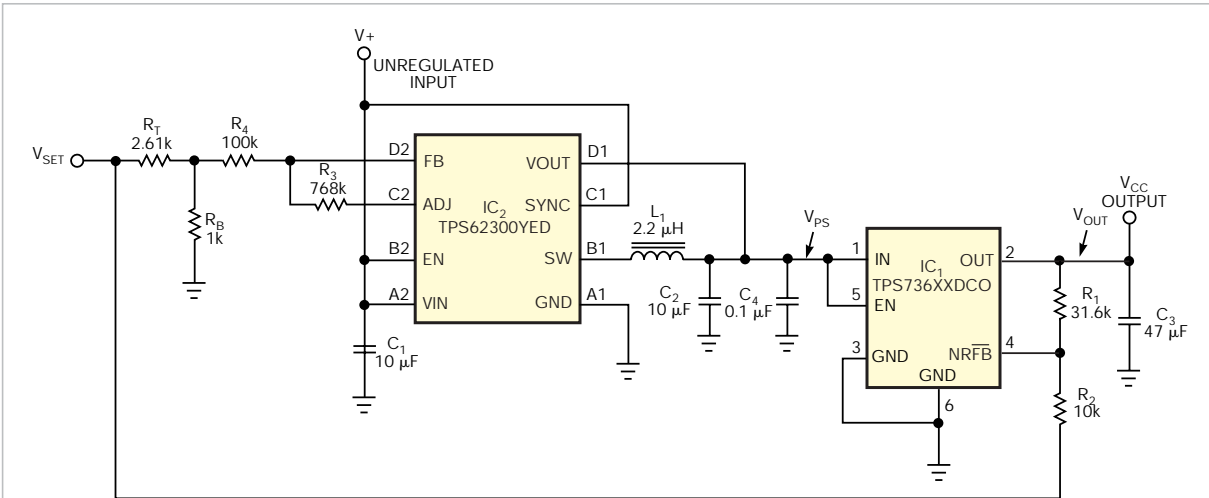 V+
UNREGULATED
INPUT
VSET
RT
2.61k
R4
100k
RB
1k
R3
768k
D2
C2
B2
A2
FB
ADJ
EN
VIN
IC2
TPS62300YED
VOUT
SYNC
SW
GND
D1
C1
B1
A1
C1
10 µF
L1
2.2 µH
C2
10 µF
C4
0.1 µF
VPS
1
5
3
IN
EN
GND
IC1
TPS736XXDCO
OUT
NRFB
GND
2
4
6
VOUT
VCC
OUTPUT
R1
31.6k
C3
47 µF
R2
10k